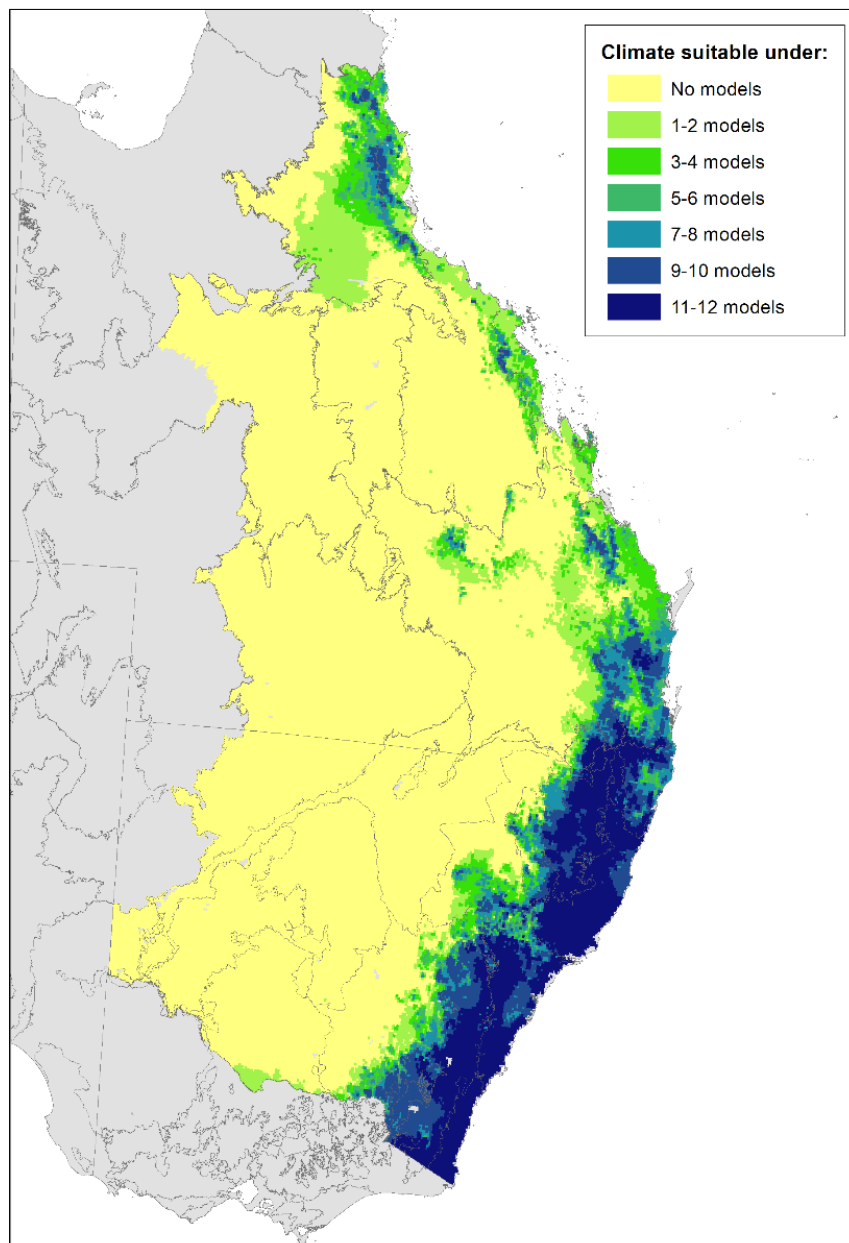 Climate suitable under:
No models
1-2 models
3-4 models
5-6 models
7-8 models
9-10 models
11-12 models